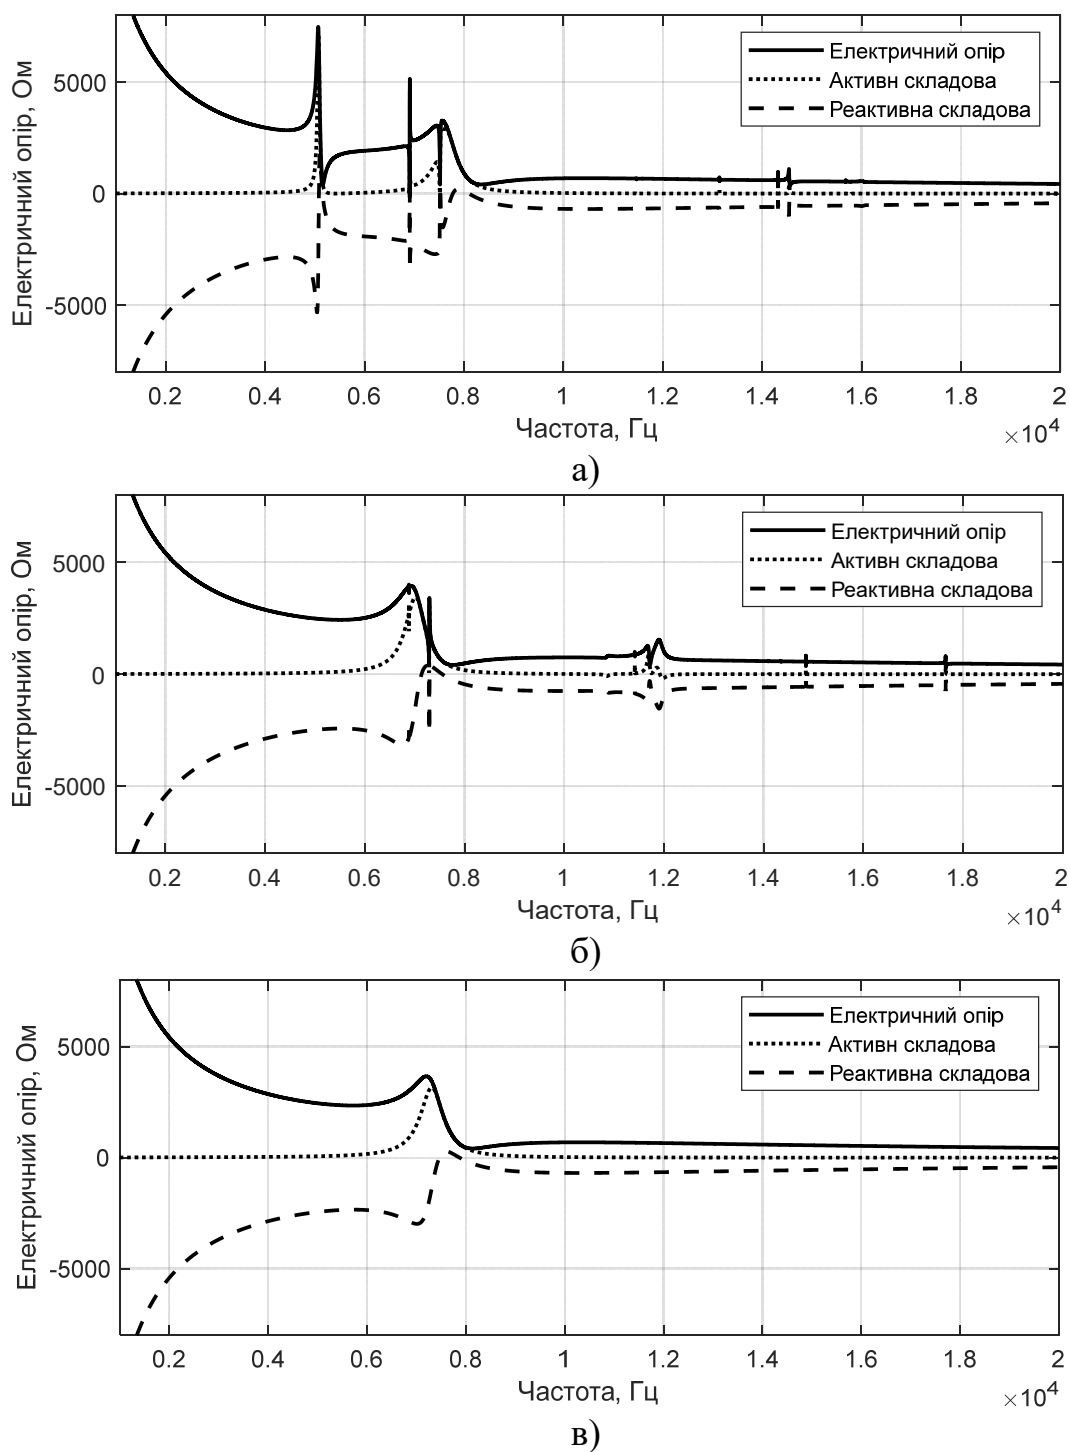 Електричний опір, Ом
5000
0
-5000
Електричний опір
Активн складова
Реактивна складова
0.2 0.4 0.6 0.8 1 1.2 1.4 1.6 1.8 2
Частота, Гц
×10⁴
а)
Електричний опір, Ом
5000
0
-5000
Електричний опір
Активн складова
Реактивна складова
0.2 0.4 0.6 0.8 1 1.2 1.4 1.6 1.8 2
Частота, Гц
×10⁴
б)
Електричний опір, Ом
5000
0
-5000
Електричний опір
Активн складова
Реактивна складова
0.2 0.4 0.6 0.8 1 1.2 1.4 1.6 1.8 2
Частота, Гц
×10⁴
в)